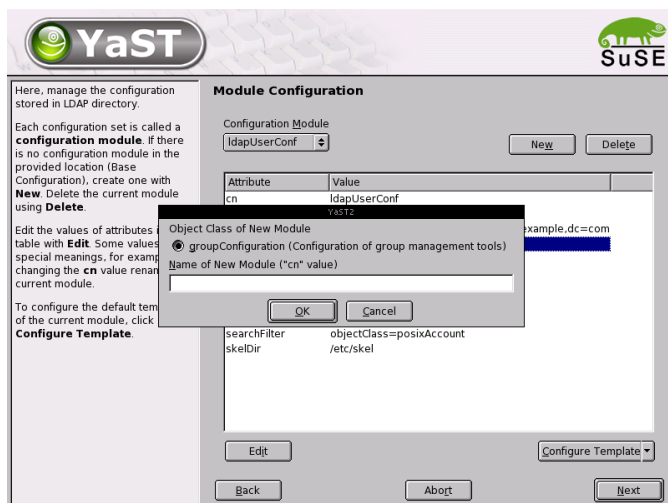 YaST
SuSE
Here, manage the configuration
stored in LDAP directory.
Each configuration set is called a
configuration module. If there
is no configuration module in the
provided location (Base
Configuration), create one with
New. Delete the current module
using Delete.
Edit the values of attributes
table with Edit. Some values
special meanings, for
changing the cn value
current module.
To configure the default
of the current module, click
Configure Template.
Module Configuration
Configuration Module
ldapUserConf
New
Delete
Attribute
Value
cn
ldapUserConf
example,dc=com
YaST2
Object Class of New Module
groupConfiguration (Configuration of group management tools)
Name of New Module ("cn" value)
OK
Cancel
searchFilter
objectClass=posixAccount
skelDir
/etc/skel
Edit
Configure Template
Back
Abort
Next